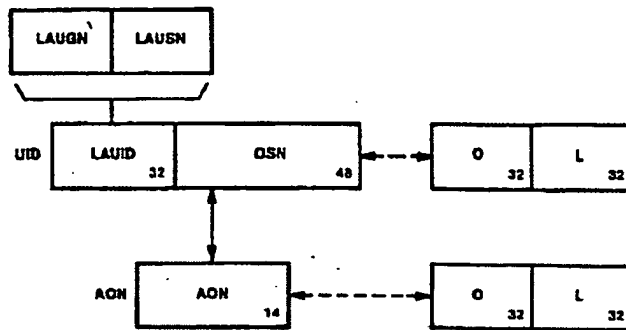 LAUGN LAUSN
UID LAUID 32 OSN 48 O 32 L 32
AON AON 14 O 32 L 32